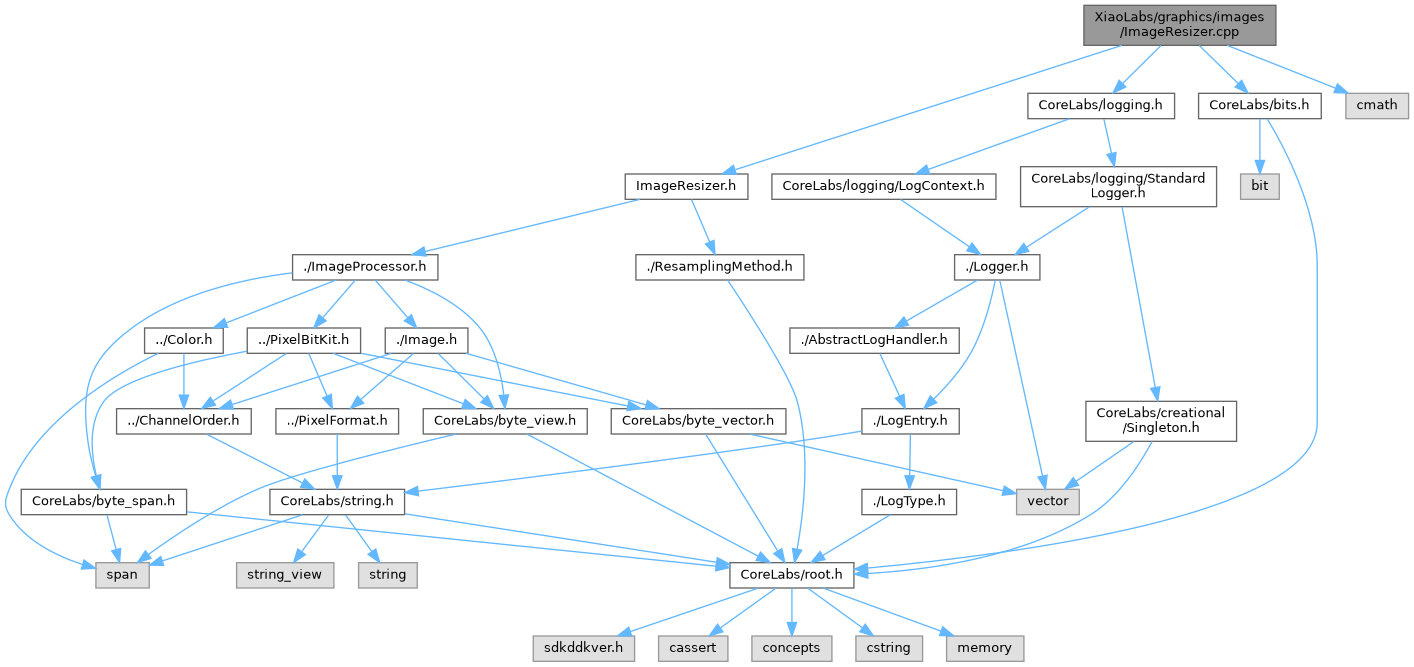 XiaoLabs/graphics/images
/ImageResizer.cpp
CoreLabs/logging.h
CoreLabs/bits.h
cmath
ImageResizer.h
CoreLabs/logging/LogContext.h
CoreLabs/logging/Standard
Logger.h
bit
./ImageProcessor.h
./ResamplingMethod.h
./Logger.h
../Color.h
../PixelBitKit.h
./Image.h
./AbstractLogHandler.h
../ChannelOrder.h
../PixelFormat.h
CoreLabs/byte_view.h
CoreLabs/byte_vector.h
./LogEntry.h
CoreLabs/creational
/Singleton.h
CoreLabs/byte_span.h
CoreLabs/string.h
./LogType.h
vector
span
string_view
string
CoreLabs/root.h
sdkddkver.h
cassert
concepts
cstring
memory